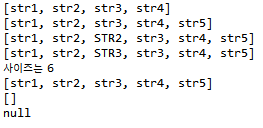 [str1, str2, str3, str4]
[str1, str2, str3, str4, str5]
[str1, str2, STR2, str3, str4, str5]
[str1, str2, STR3, str3, str4, str5]
사이즈는 6
[str1, str2, str3, str4, str5]
[]
null